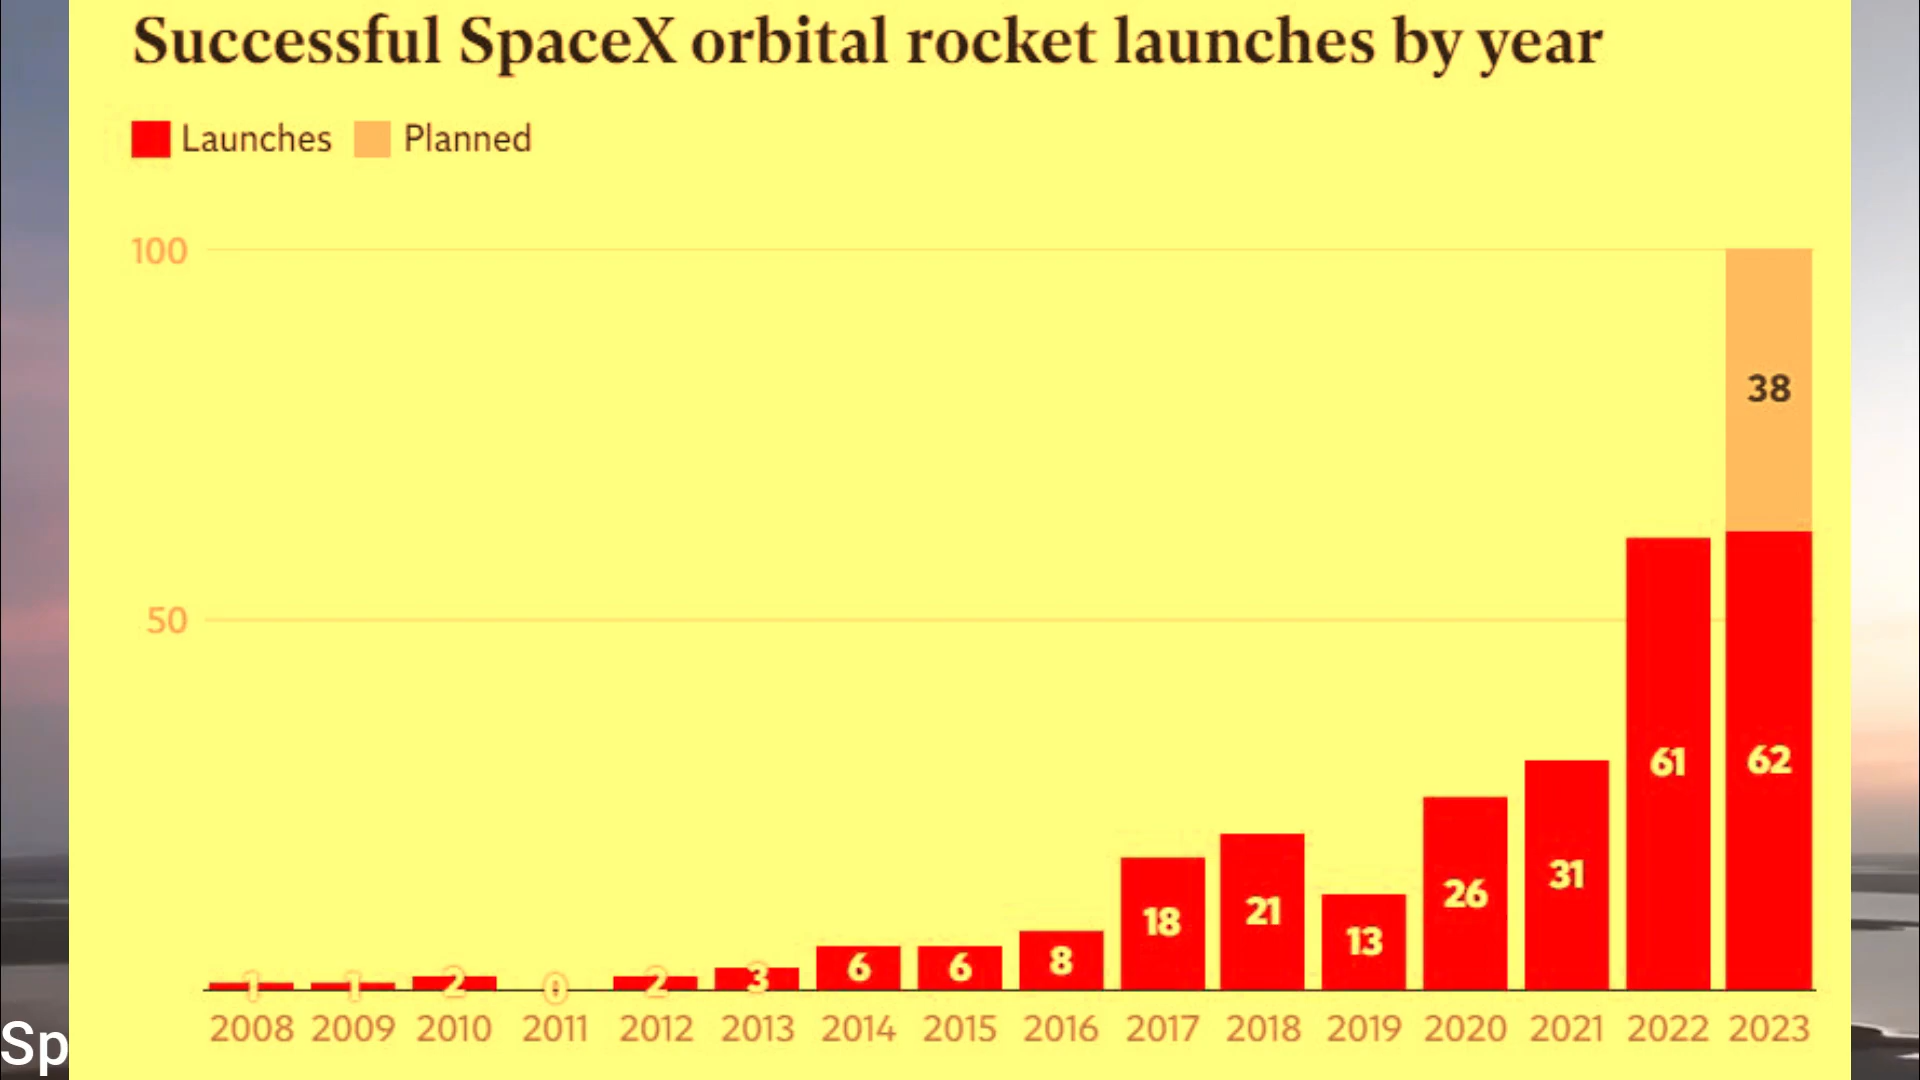 Successful SpaceX orbital rocket launches by year
Launches Planned
100
38
50
61 62
31
26
21
18
13
8
6 6
3
1 1 2 0 2
2008 2009 2010 2011 2012 2013 2014 2015 2016 2017 2018 2019 2020 2021 2022 2023
Sp